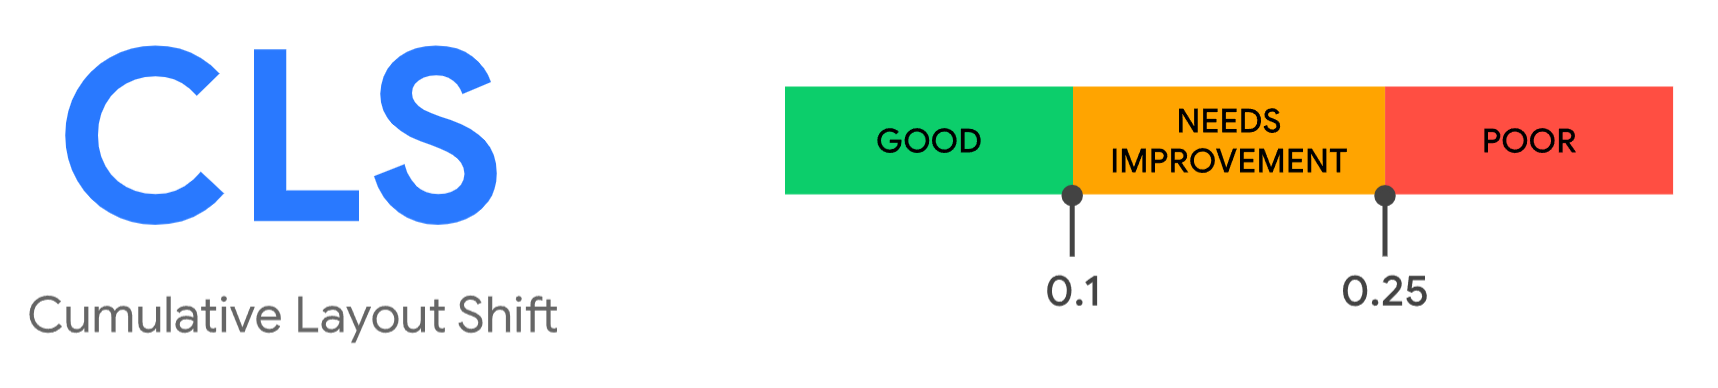 CLS
Cumulative Layout Shift
GOOD
NEEDS
IMPROVEMENT
POOR
0.1
0.25